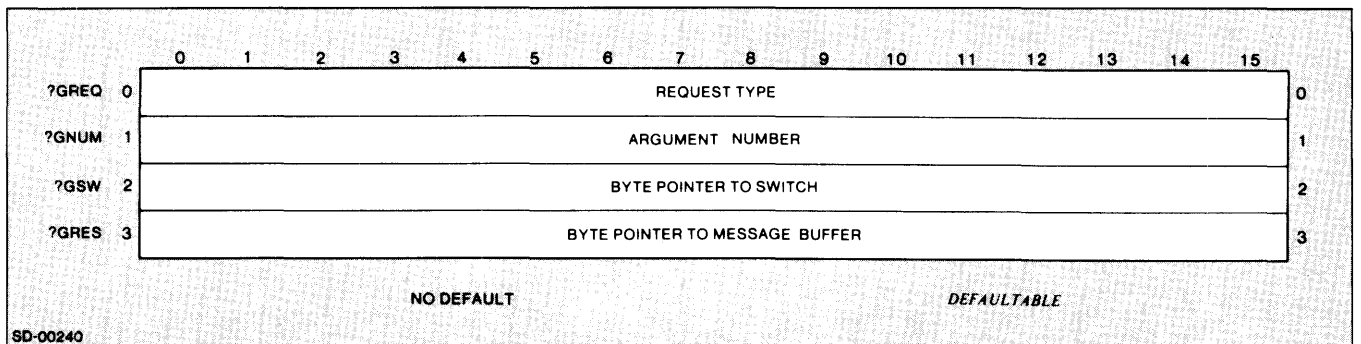 0 1 2 3 4 5 6 7 8 9 10 11 12 13 14 15
?GREQ 0 REQUEST TYPE 0
?GNUM 1 ARGUMENT NUMBER 1
?GSW 2 BYTE POINTER TO SWITCH 2
?GRES 3 BYTE POINTER TO MESSAGE BUFFER 3
NO DEFAULT DEFAULTABLE
SD-00240